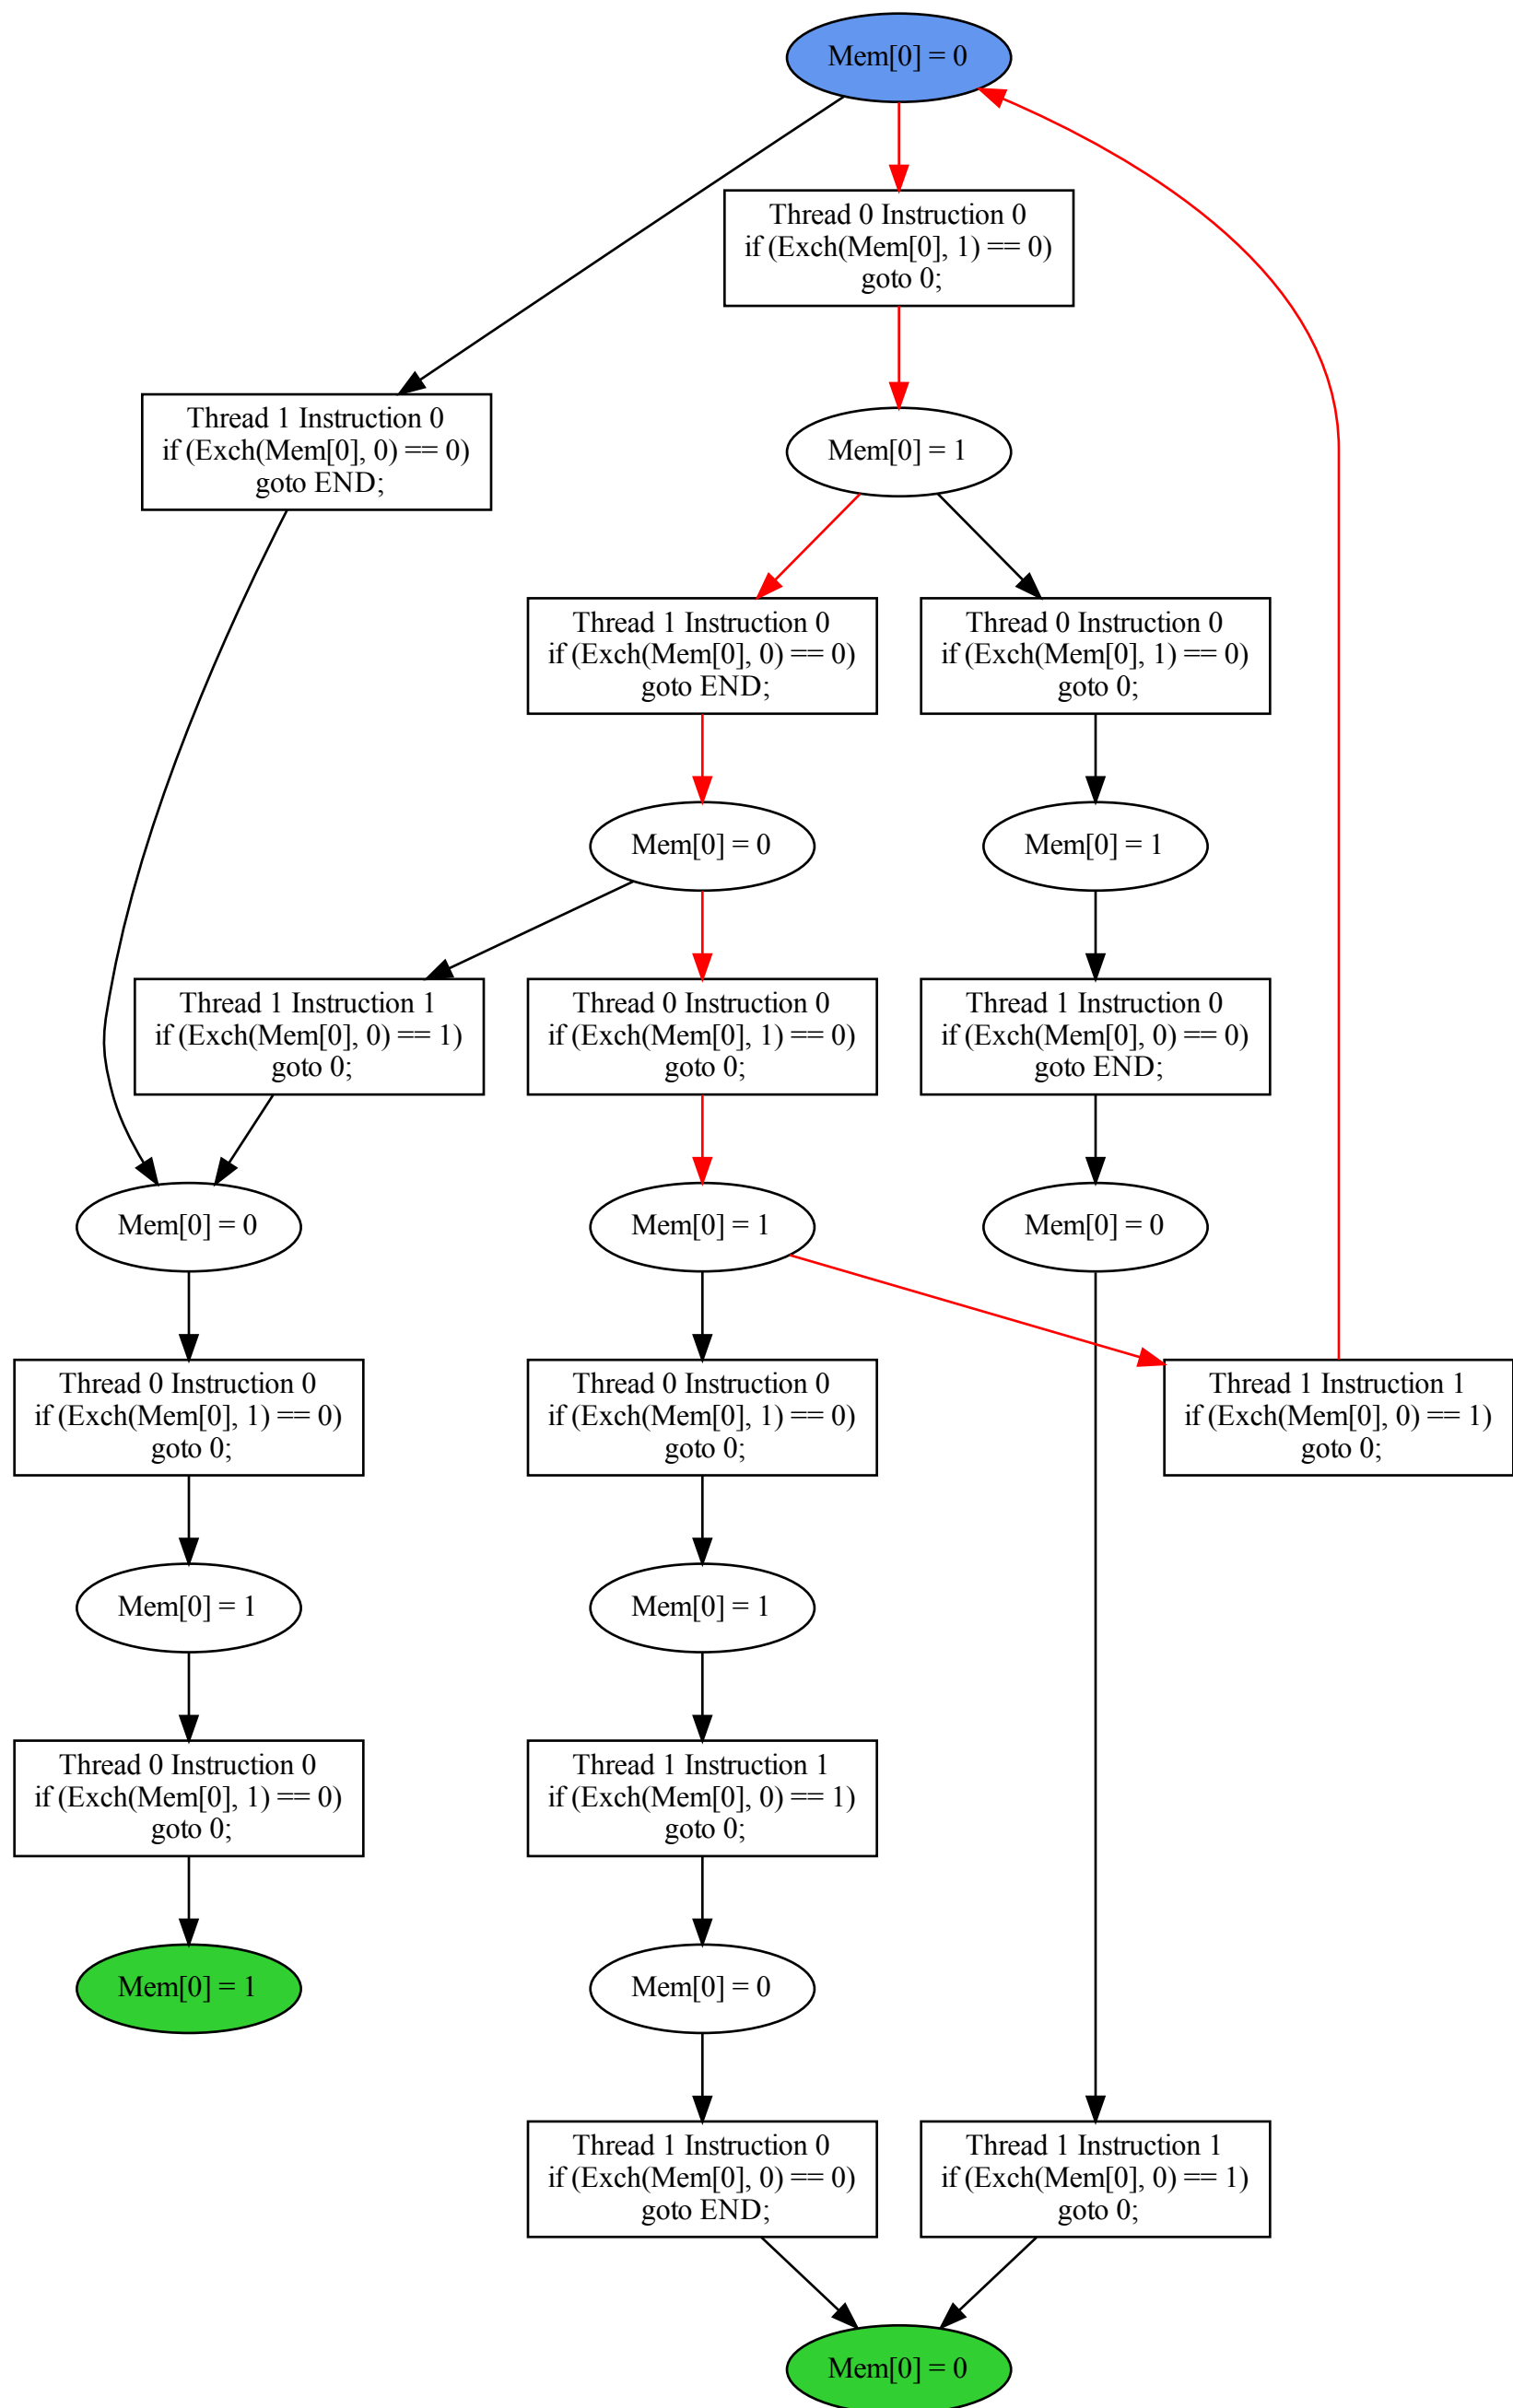 Mem[0] = 0
Thread 0 Instruction 0
if (Exch(Mem[0], 1) == 0)
goto 0;
Thread 1 Instruction 0
if (Exch(Mem[0], 0) == 0)
goto END;
Mem[0] = 1
Thread 1 Instruction 0
if (Exch(Mem[0], 0) == 0)
goto END;
Thread 0 Instruction 0
if (Exch(Mem[0], 1) == 0)
goto 0;
Mem[0] = 0
Mem[0] = 1
Thread 1 Instruction 1
if (Exch(Mem[0], 0) == 1)
goto 0;
Thread 0 Instruction 0
if (Exch(Mem[0], 1) == 0)
goto 0;
Thread 1 Instruction 0
if (Exch(Mem[0], 0) == 0)
goto END;
Mem[0] = 0
Mem[0] = 1
Mem[0] = 0
Thread 0 Instruction 0
if (Exch(Mem[0], 1) == 0)
goto 0;
Thread 0 Instruction 0
if (Exch(Mem[0], 1) == 0)
goto 0;
Thread 1 Instruction 1
if (Exch(Mem[0], 0) == 1)
goto 0;
Mem[0] = 1
Mem[0] = 1
Thread 0 Instruction 0
if (Exch(Mem[0], 1) == 0)
goto 0;
Thread 1 Instruction 1
if (Exch(Mem[0], 0) == 1)
goto 0;
Mem[0] = 1
Mem[0] = 0
Thread 1 Instruction 0
if (Exch(Mem[0], 0) == 0)
goto END;
Thread 1 Instruction 1
if (Exch(Mem[0], 0) == 1)
goto 0;
Mem[0] = 0